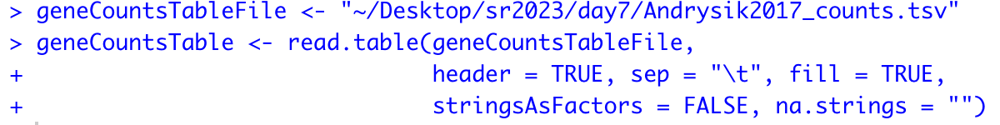 > geneCountsTableFile <- "~/Desktop/sr2023/day7/Andrysik2017_counts.tsv"
> geneCountsTable <- read.table(geneCountsTableFile,
+                               header = TRUE, sep = "\t", fill = TRUE,
+                               stringsAsFactors = FALSE, na.strings = "")